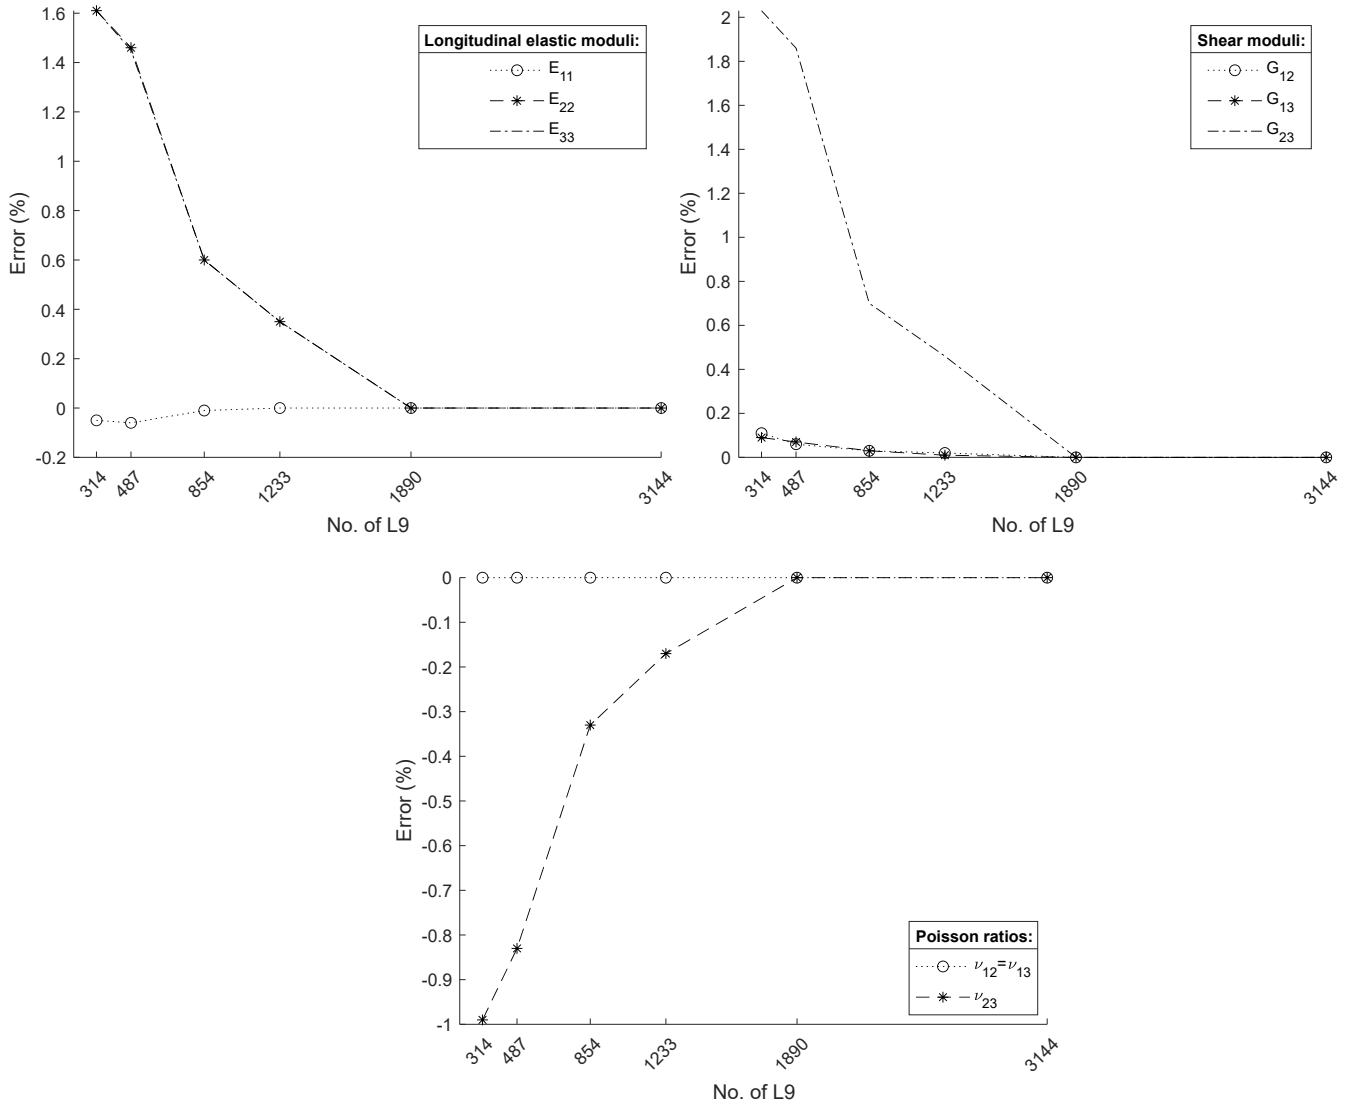 1.6
1.4
1.2
1
0.8
0.6
0.4
0.2
0
-0.2
Error (%)
314
487
854
1233
1890
3144
No. of L9
Longitudinal elastic moduli:
E11
E22
E33
2
1.8
1.6
1.4
1.2
1
0.8
0.6
0.4
0.2
0
Error (%)
314
487
854
1233
1890
3144
No. of L9
Shear moduli:
G12
G13
G23
0
-0.1
-0.2
-0.3
-0.4
-0.5
-0.6
-0.7
-0.8
-0.9
-1
Error (%)
314
487
854
1233
1890
3144
No. of L9
Poisson ratios:
ν12=ν13
ν23